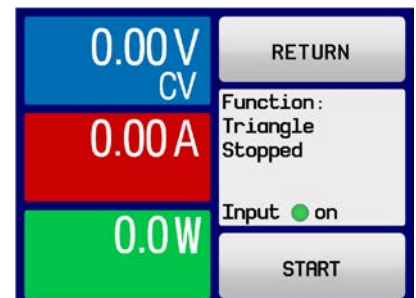 0.00 V
CV
0.00 A
0.0 W
RETURN
Function:
Triangle
Stopped
Input on
START